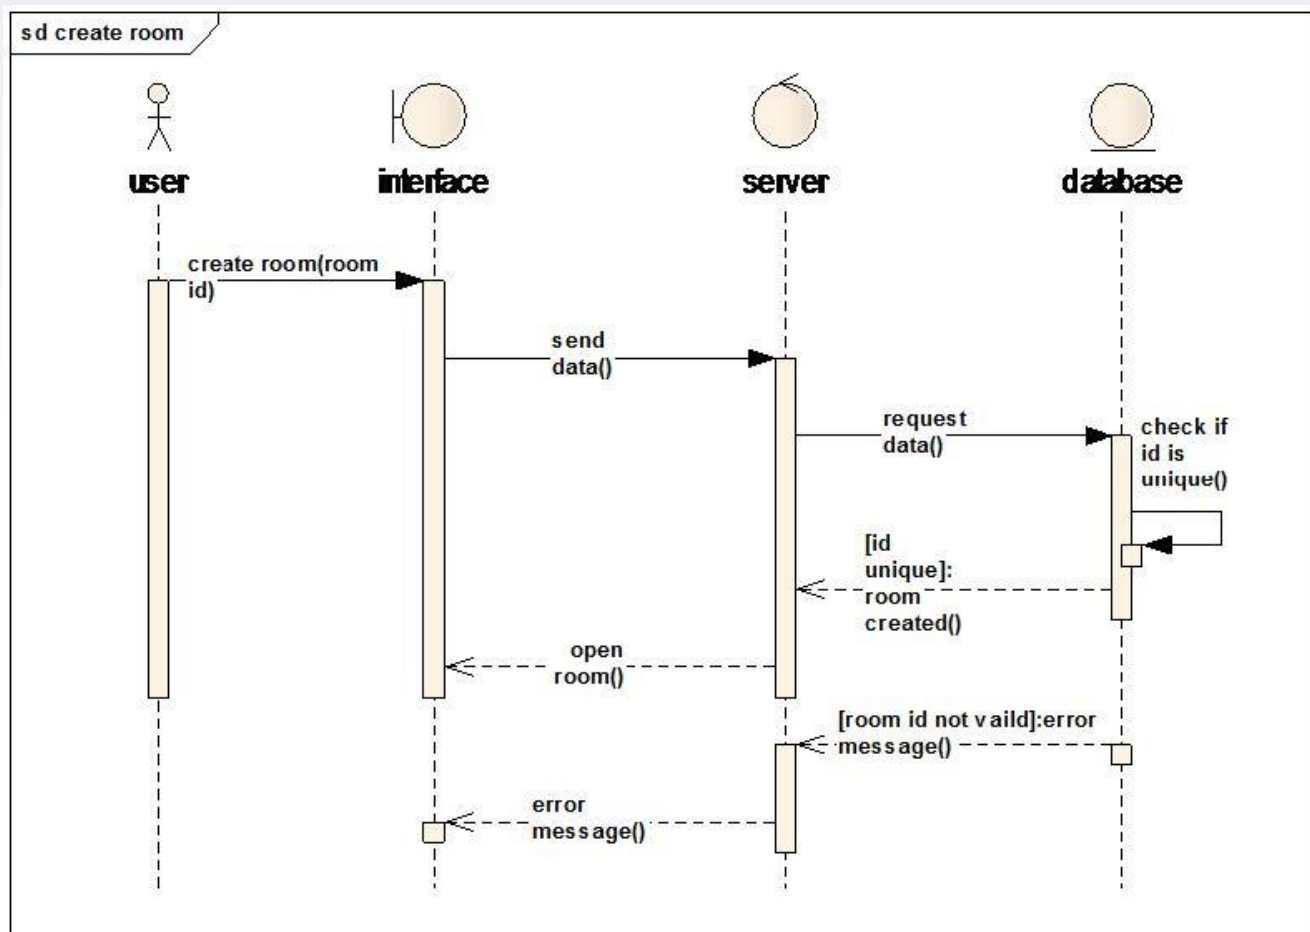 sd create room
user
interface
server
database
create room(room
id)
send
data()
request
data()
check if
id is
unique()
[id
unique]:
room
created()
open
room()
[room id not vaild]:error
message()
error
message()